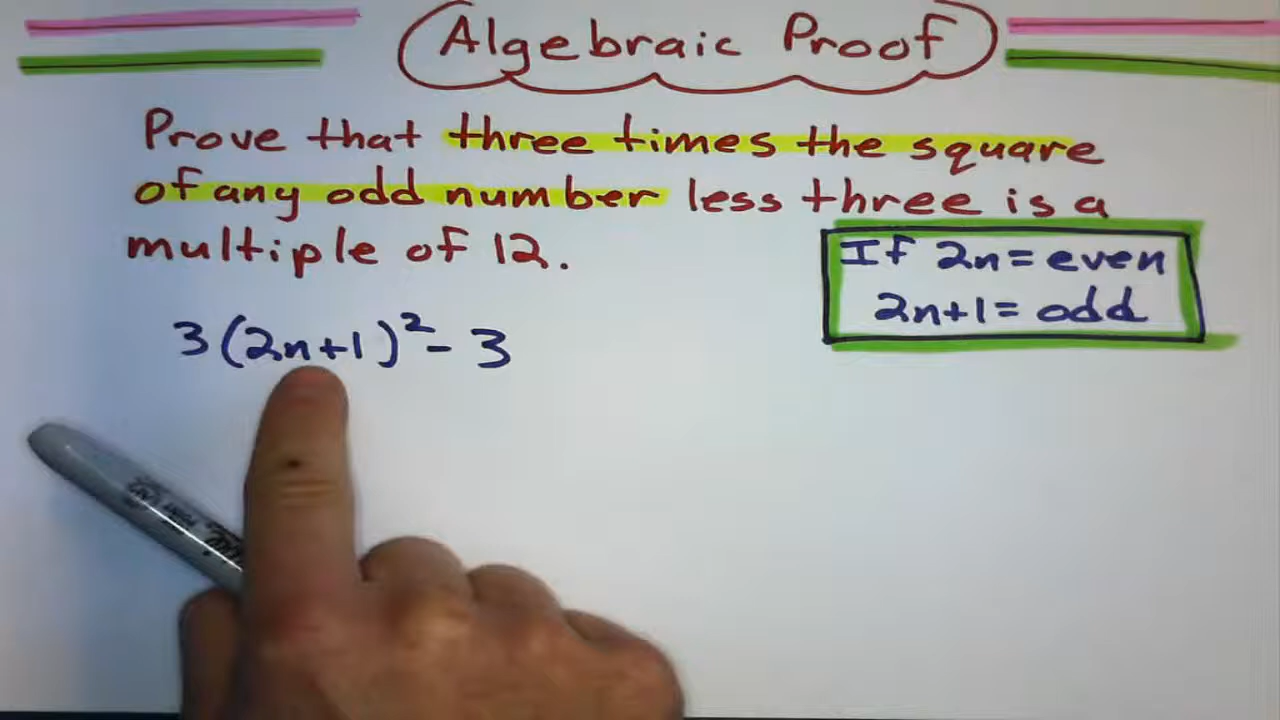 Algebraic Proof
Prove that three times the square
of any odd number less three is a
multiple of 12.
If 2n = even
2n+1 = odd
3(2n+1)² - 3